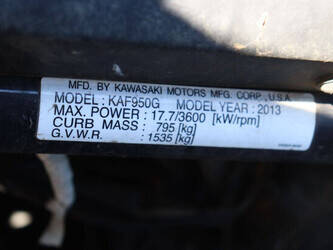 MFD. BY KAWASAKI MOTORS MFG. CORP., U.S.A.
MODEL : KAF950G MODEL YEAR : 2013
MAX. POWER : 17.7/3600 [kW/rpm]
CURB MASS : 795 [kg]
G.V.W.R. : 1535 [kg]